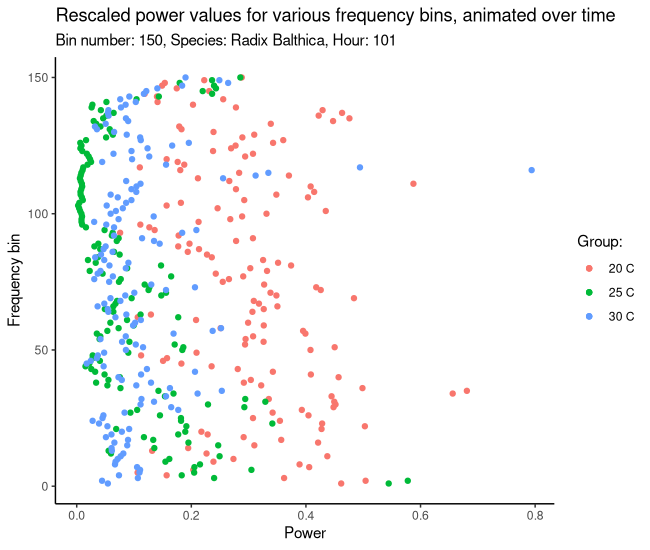 Rescaled power values for various frequency bins, animated over time
Bin number: 150, Species: Radix Balthica, Hour: 101
150
100
50
0
Frequency bin
0.0 0.2 0.4 0.6 0.8
Power
Group:
20 C
25 C
30 C